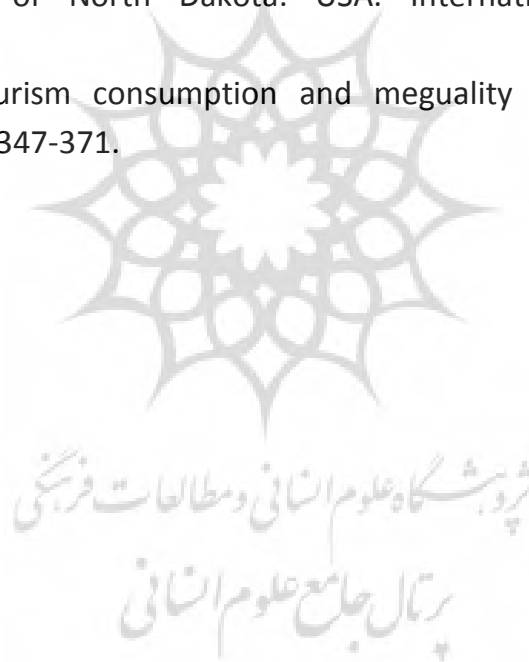 of North Dakota. USA. Internati
urism consumption and meguality
347-371.
پژوهشگاه علوم انسانی و مطالعات فرهنگی
پرتال جامع علوم انسانی